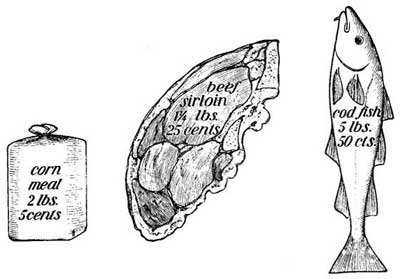 corn
meal
2 lbs.
5 cents
beef
sirloin
1¼ lbs.
25 cents
cod fish
5 lbs.
50 cts.